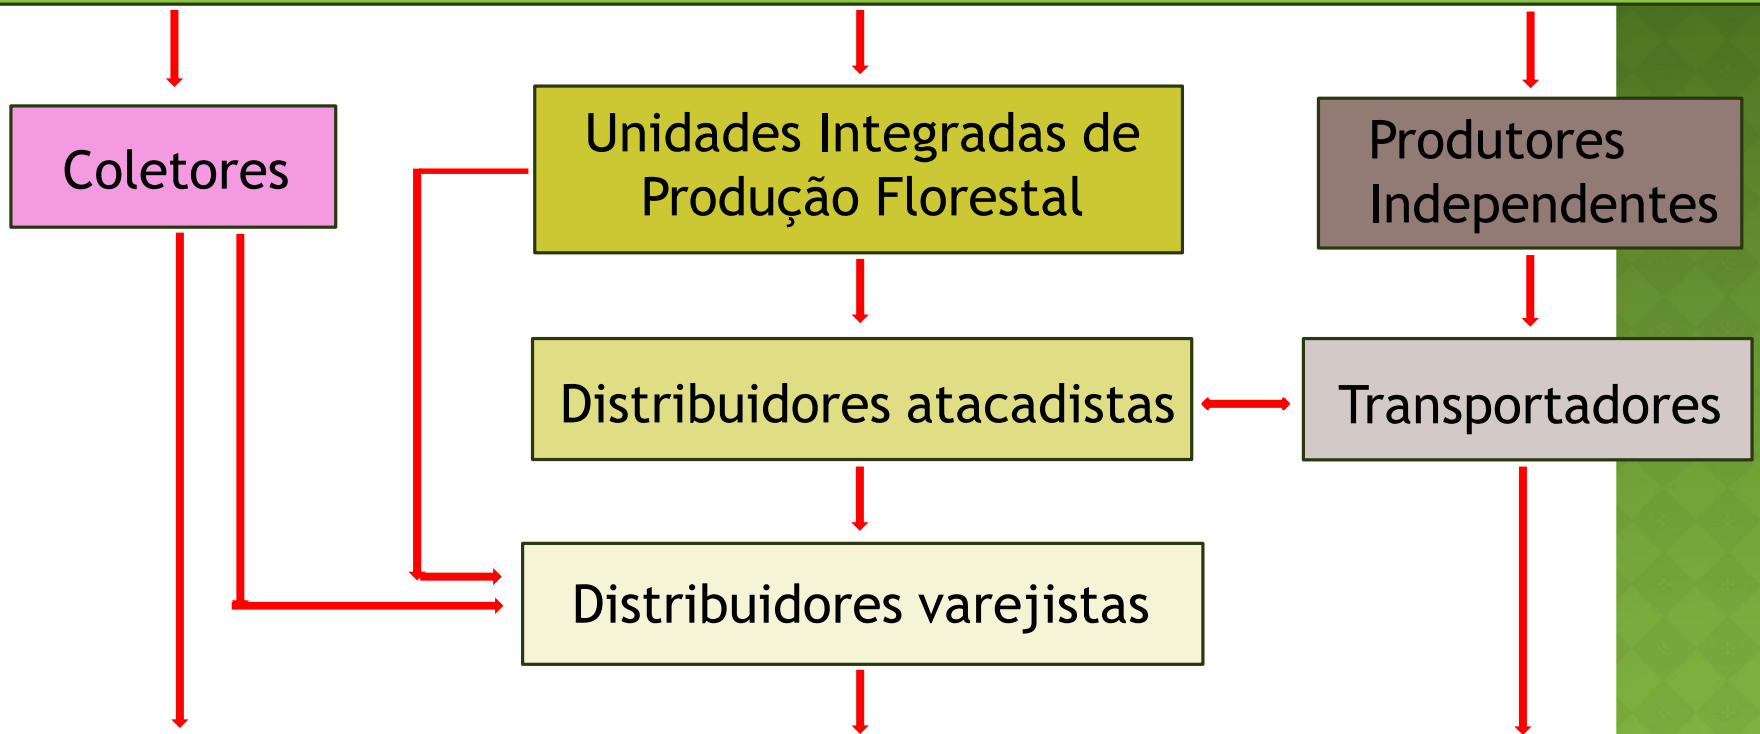 Coletores
Unidades Integradas de
Produção Florestal
Produtores
Independentes
Distribuidores atacadistas
Transportadores
Distribuidores varejistas